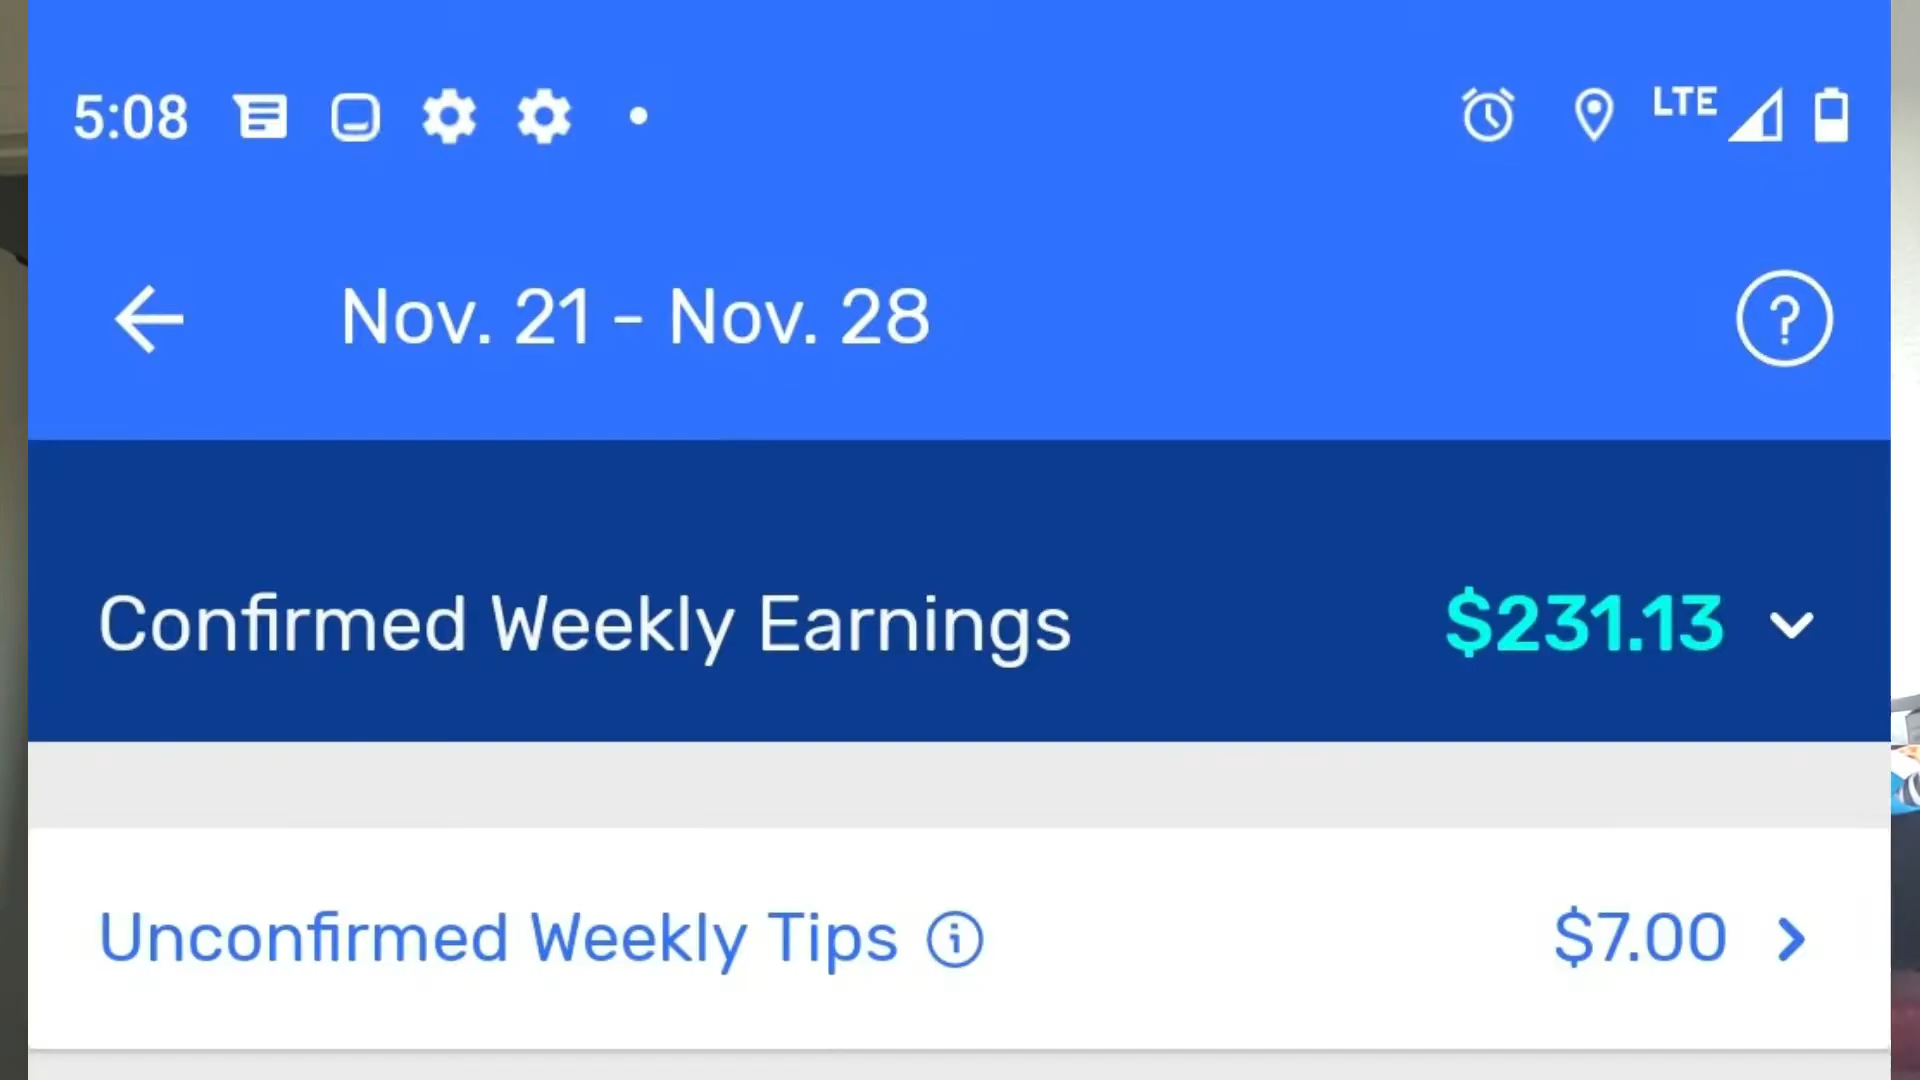 5:08 LTE
Nov. 21 - Nov. 28
Confirmed Weekly Earnings $231.13
Unconfirmed Weekly Tips $7.00